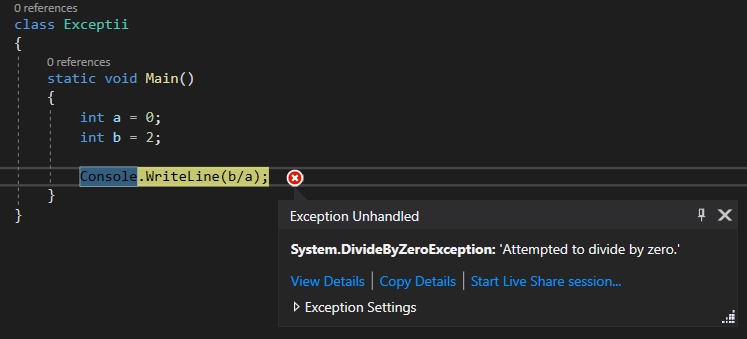 0 references
class Exceptii
{
0 references
static void Main()
{
int a = 0;
int b = 2;
Console.WriteLine(b/a);
}
}
Exception Unhandled
System.DivideByZeroException: 'Attempted to divide by zero.'
View Details | Copy Details | Start Live Share session...
Exception Settings